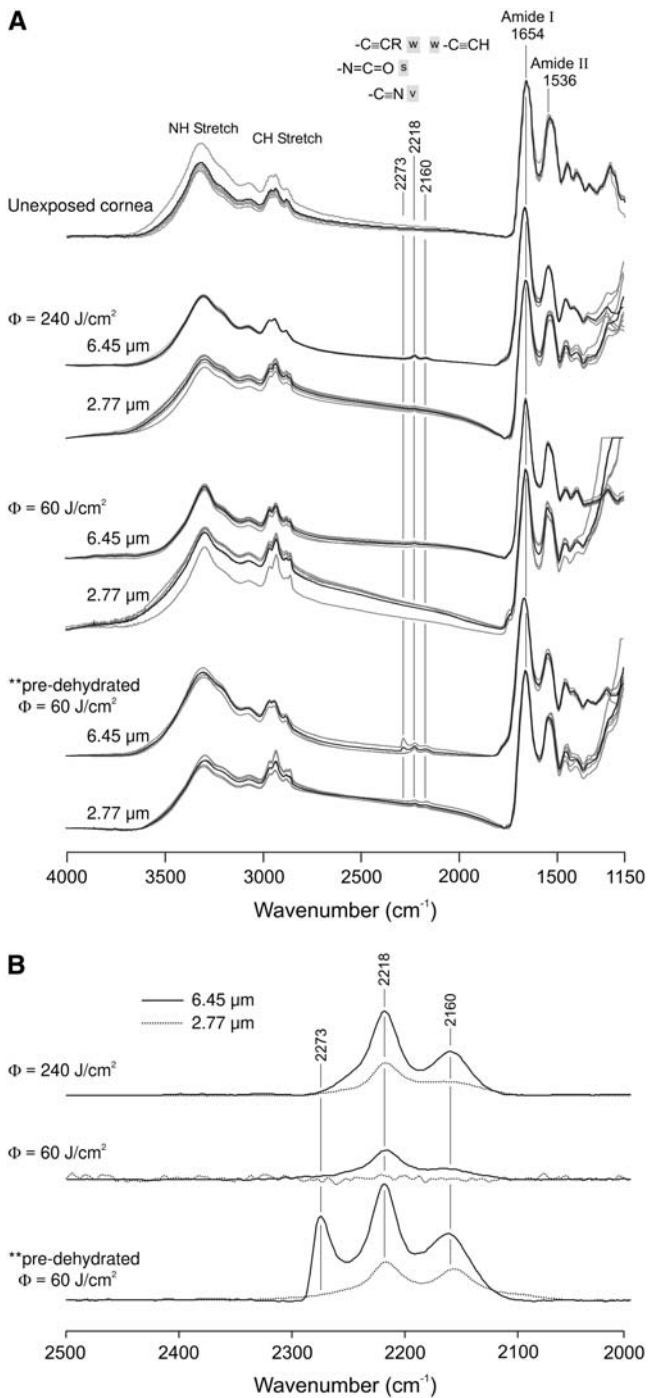 A
-C≡CR w w -C≡CH
-N=C=O s
-C≡N v
Amide I
1654
Amide II
1536
NH Stretch
CH Stretch
2273
2218
2160
Unexposed cornea
Φ = 240 J/cm²
6.45 μm
2.77 μm
Φ = 60 J/cm²
6.45 μm
2.77 μm
**pre-dehydrated
Φ = 60 J/cm²
6.45 μm
2.77 μm
4000 3500 3000 2500 2000 1500 1150
Wavenumber (cm⁻¹)
B
6.45 μm
2.77 μm
2273
2218
2160
Φ = 240 J/cm²
Φ = 60 J/cm²
**pre-dehydrated
Φ = 60 J/cm²
2500 2400 2300 2200 2100 2000
Wavenumber (cm⁻¹)